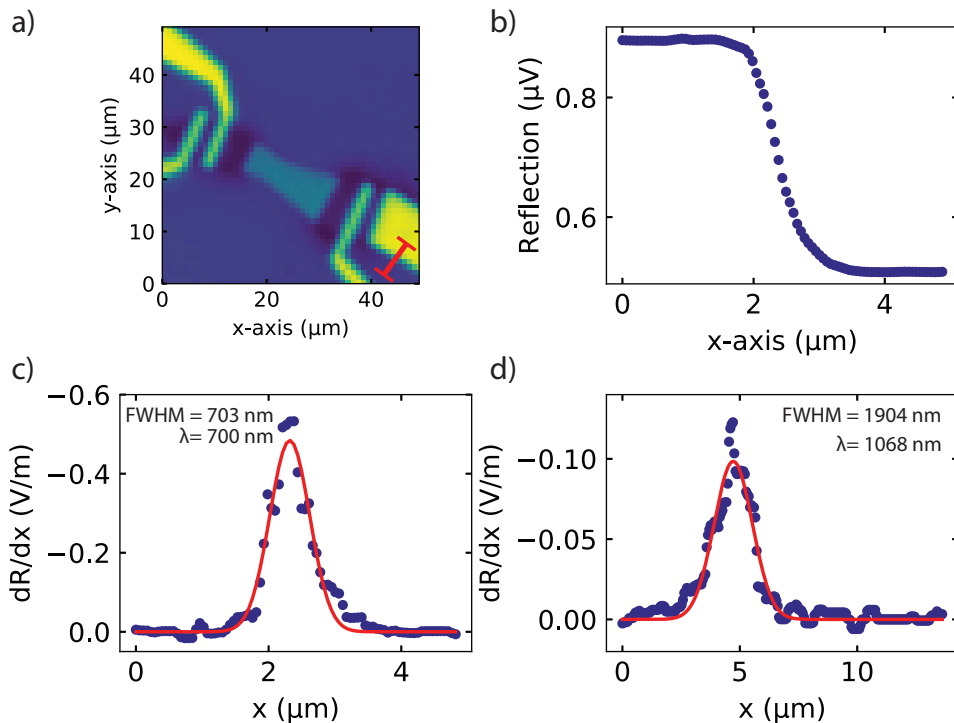 a)
y-axis (μm)
40
30
20
10
0
0
20
40
x-axis (μm)
b)
Reflection (μV)
0.8
0.6
0
2
4
x-axis (μm)
c)
dR/dx (V/m)
−0.6
−0.4
−0.2
0.0
FWHM = 703 nm
λ= 700 nm
0
2
4
x (μm)
d)
dR/dx (V/m)
−0.10
−0.05
0.00
FWHM = 1904 nm
λ= 1068 nm
0
5
10
x (μm)